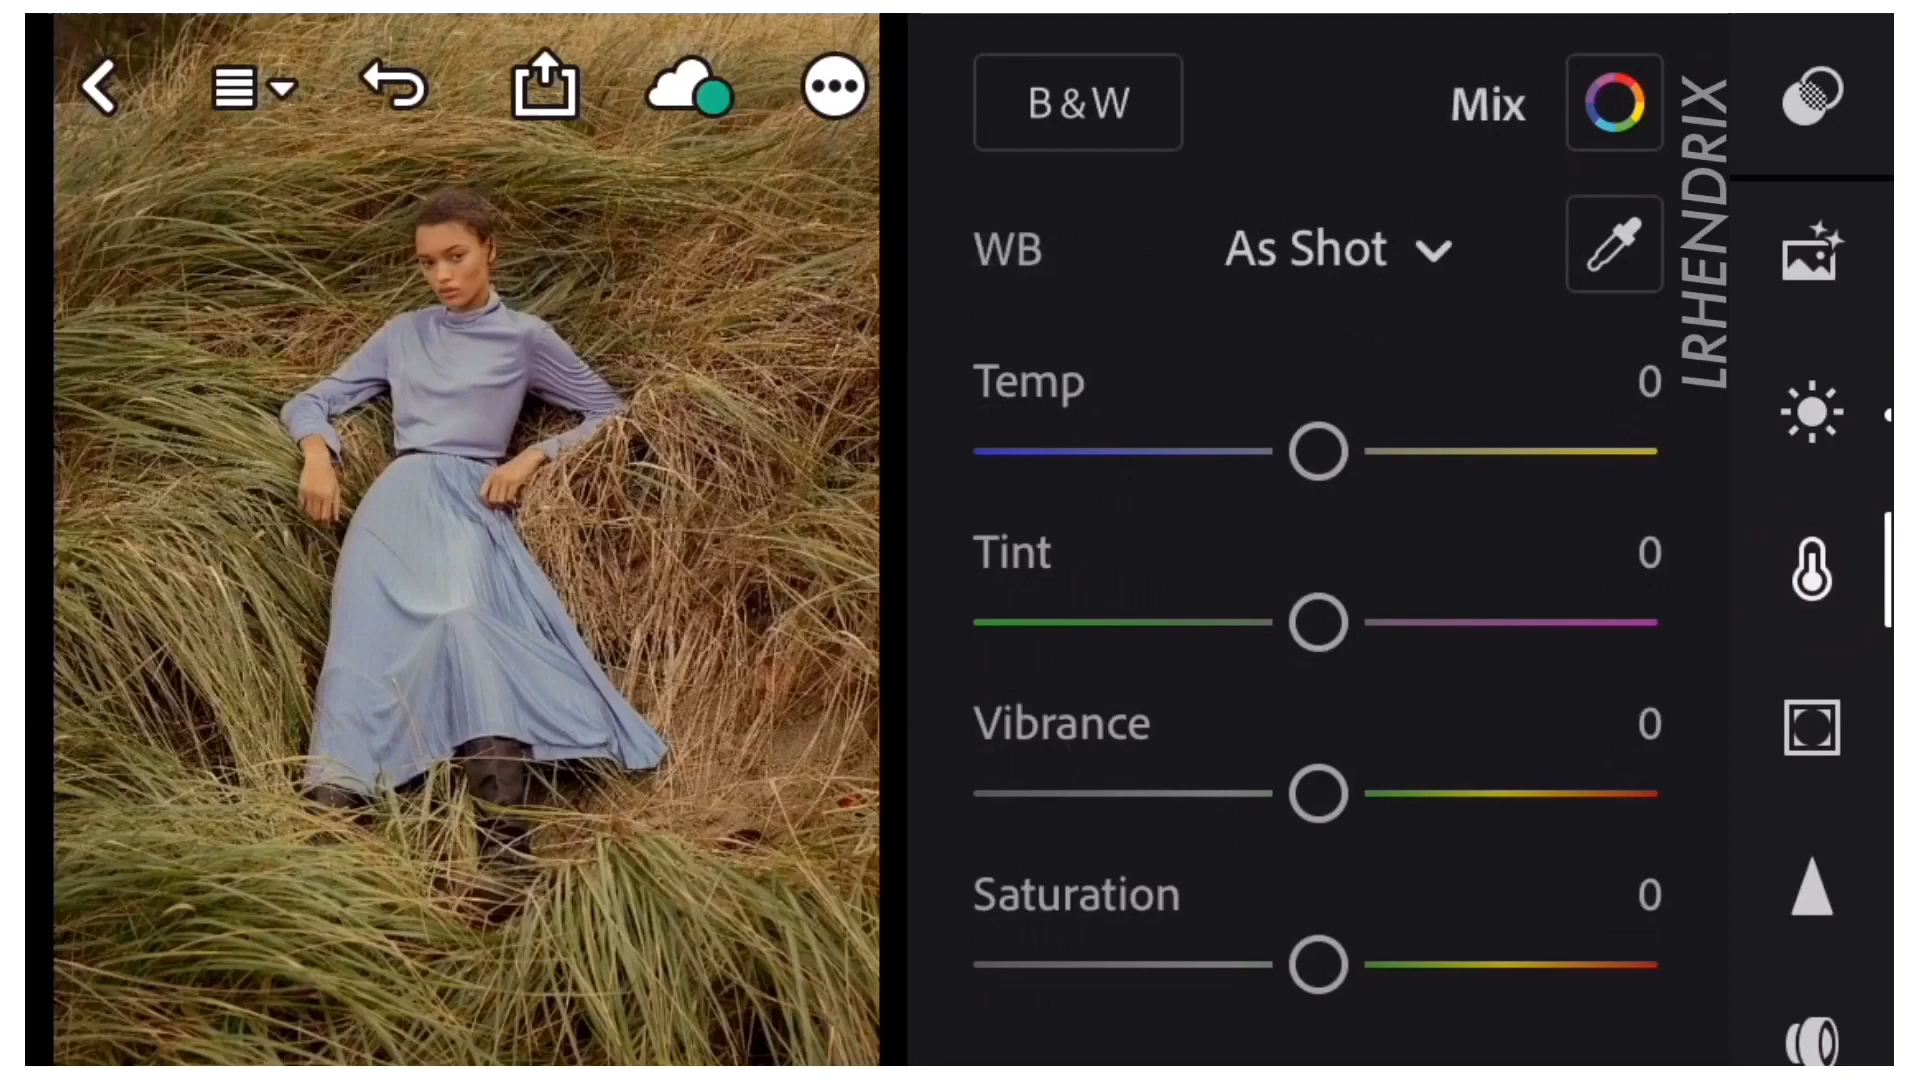 B & W
Mix
WB
As Shot
LRHENDRIX
Temp
0
Tint
0
Vibrance
0
Saturation
0